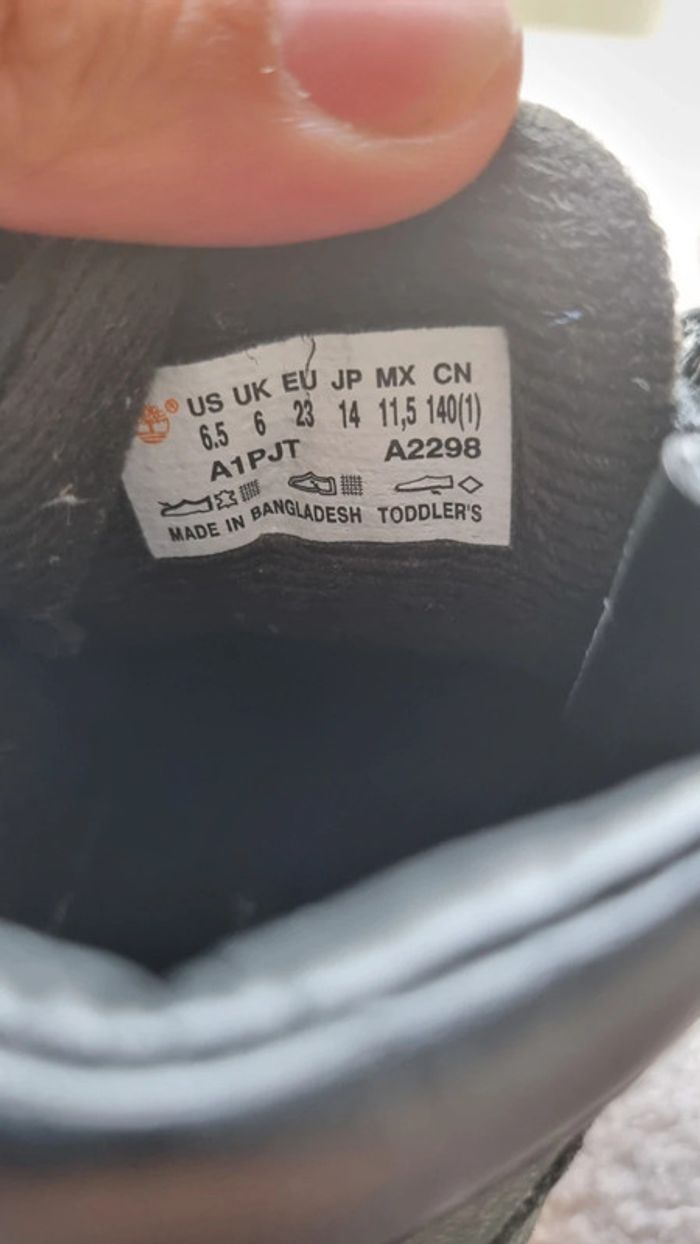 ® US UK EU JP MX CN
6.5 6 23 14 11,5 140(1)
A1PJT A2298
MADE IN BANGLADESH TODDLER'S